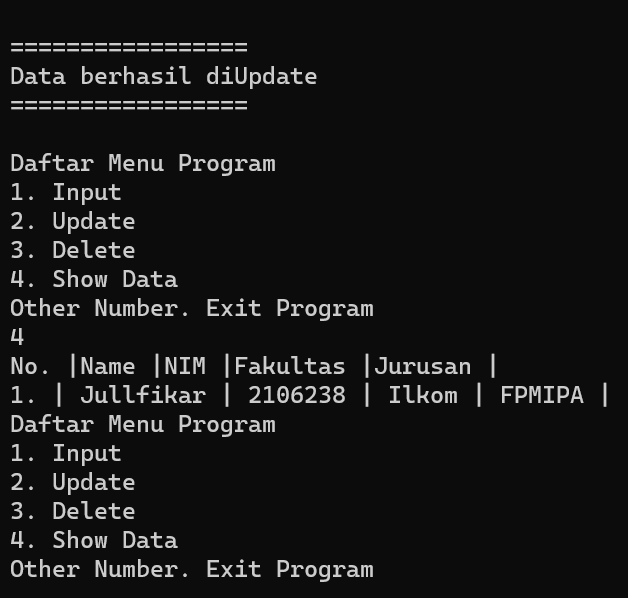 =================
Data berhasil diUpdate
=================
Daftar Menu Program
1. Input
2. Update
3. Delete
4. Show Data
Other Number. Exit Program
4
No. |Name |NIM |Fakultas |Jurusan |
1. | Jullfikar | 2106238 | Ilkom | FPMIPA |
Daftar Menu Program
1. Input
2. Update
3. Delete
4. Show Data
Other Number. Exit Program